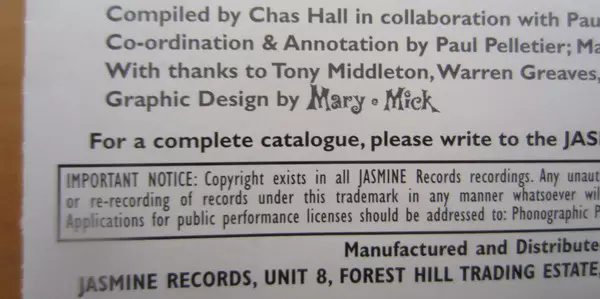 Compiled by Chas Hall in collaboration with Pau
Co-ordination & Annotation by Paul Pelletier; Ma
With thanks to Tony Middleton, Warren Greaves,
Graphic Design by Mary • Mick
For a complete catalogue, please write to the JAS
IMPORTANT NOTICE: Copyright exists in all JASMINE Records recordings. Any unaut
or re-recording of records under this trademark in any manner whatsoever wil
Applications for public performance licenses should be addressed to: Phonographic P
Manufactured and Distribute
JASMINE RECORDS, UNIT 8, FOREST HILL TRADING ESTATE,